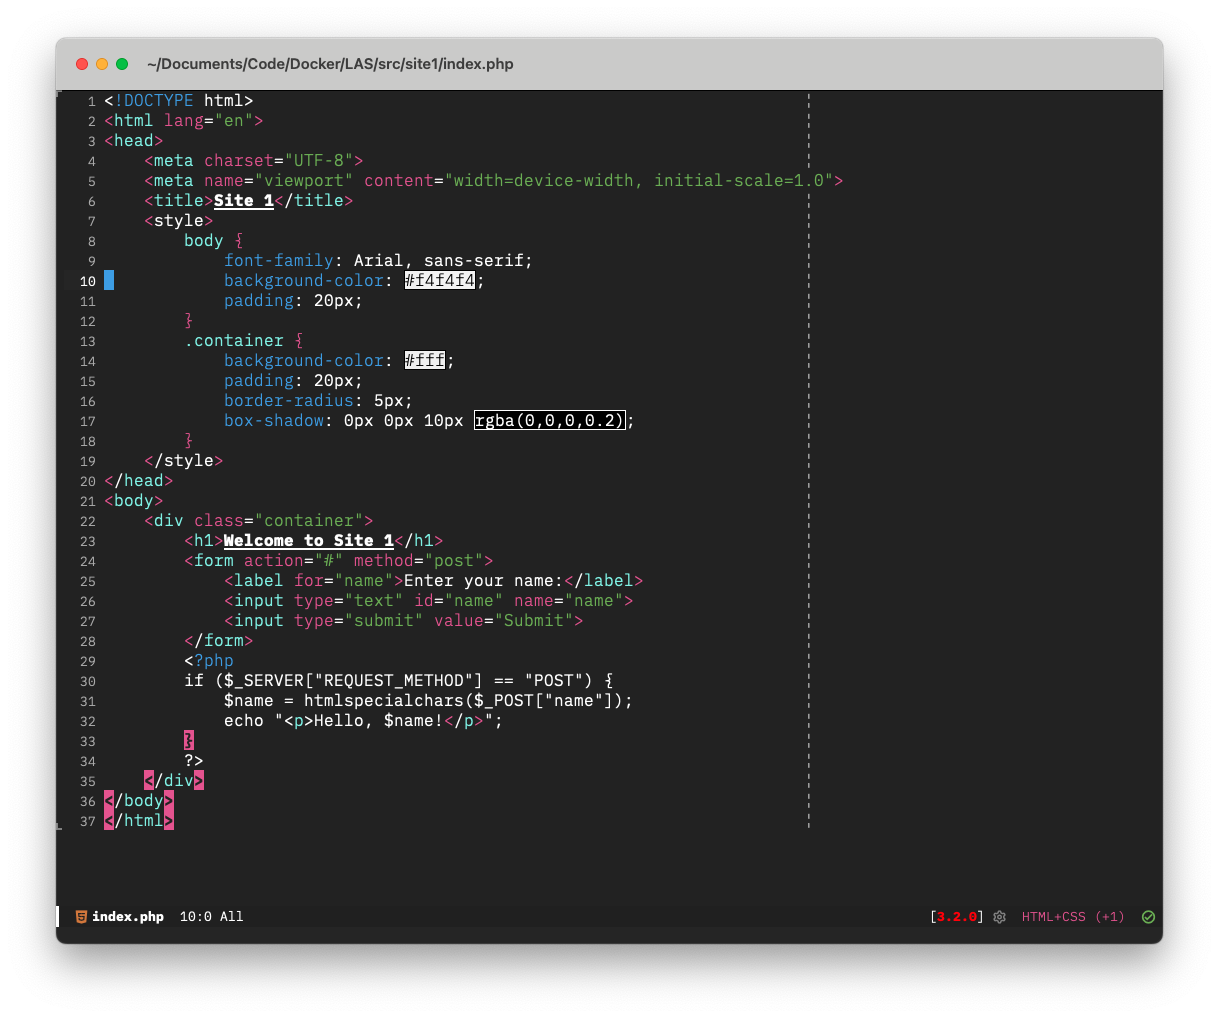 ~/Documents/Code/Docker/LAS/src/site1/index.php
1 <!DOCTYPE html>
2 <html lang="en">
3 <head>
4     <meta charset="UTF-8">
5     <meta name="viewport" content="width=device-width, initial-scale=1.0">
6     <title>Site 1</title>
7     <style>
8         body {
9             font-family: Arial, sans-serif;
10             background-color: #f4f4f4;
11             padding: 20px;
12         }
13         .container {
14             background-color: #fff;
15             padding: 20px;
16             border-radius: 5px;
17             box-shadow: 0px 0px 10px rgba(0,0,0,0.2);
18         }
19     </style>
20 </head>
21 <body>
22     <div class="container">
23         <h1>Welcome to Site 1</h1>
24         <form action="#" method="post">
25             <label for="name">Enter your name:</label>
26             <input type="text" id="name" name="name">
27             <input type="submit" value="Submit">
28         </form>
29         <?php
30         if ($_SERVER["REQUEST_METHOD"] == "POST") {
31             $name = htmlspecialchars($_POST["name"]);
32             echo "<p>Hello, $name!</p>";
33         }
34         ?>
35     </div>
36 </body>
37 </html>
index.php 10:0 All [3.2.0] HTML+CSS (+1)